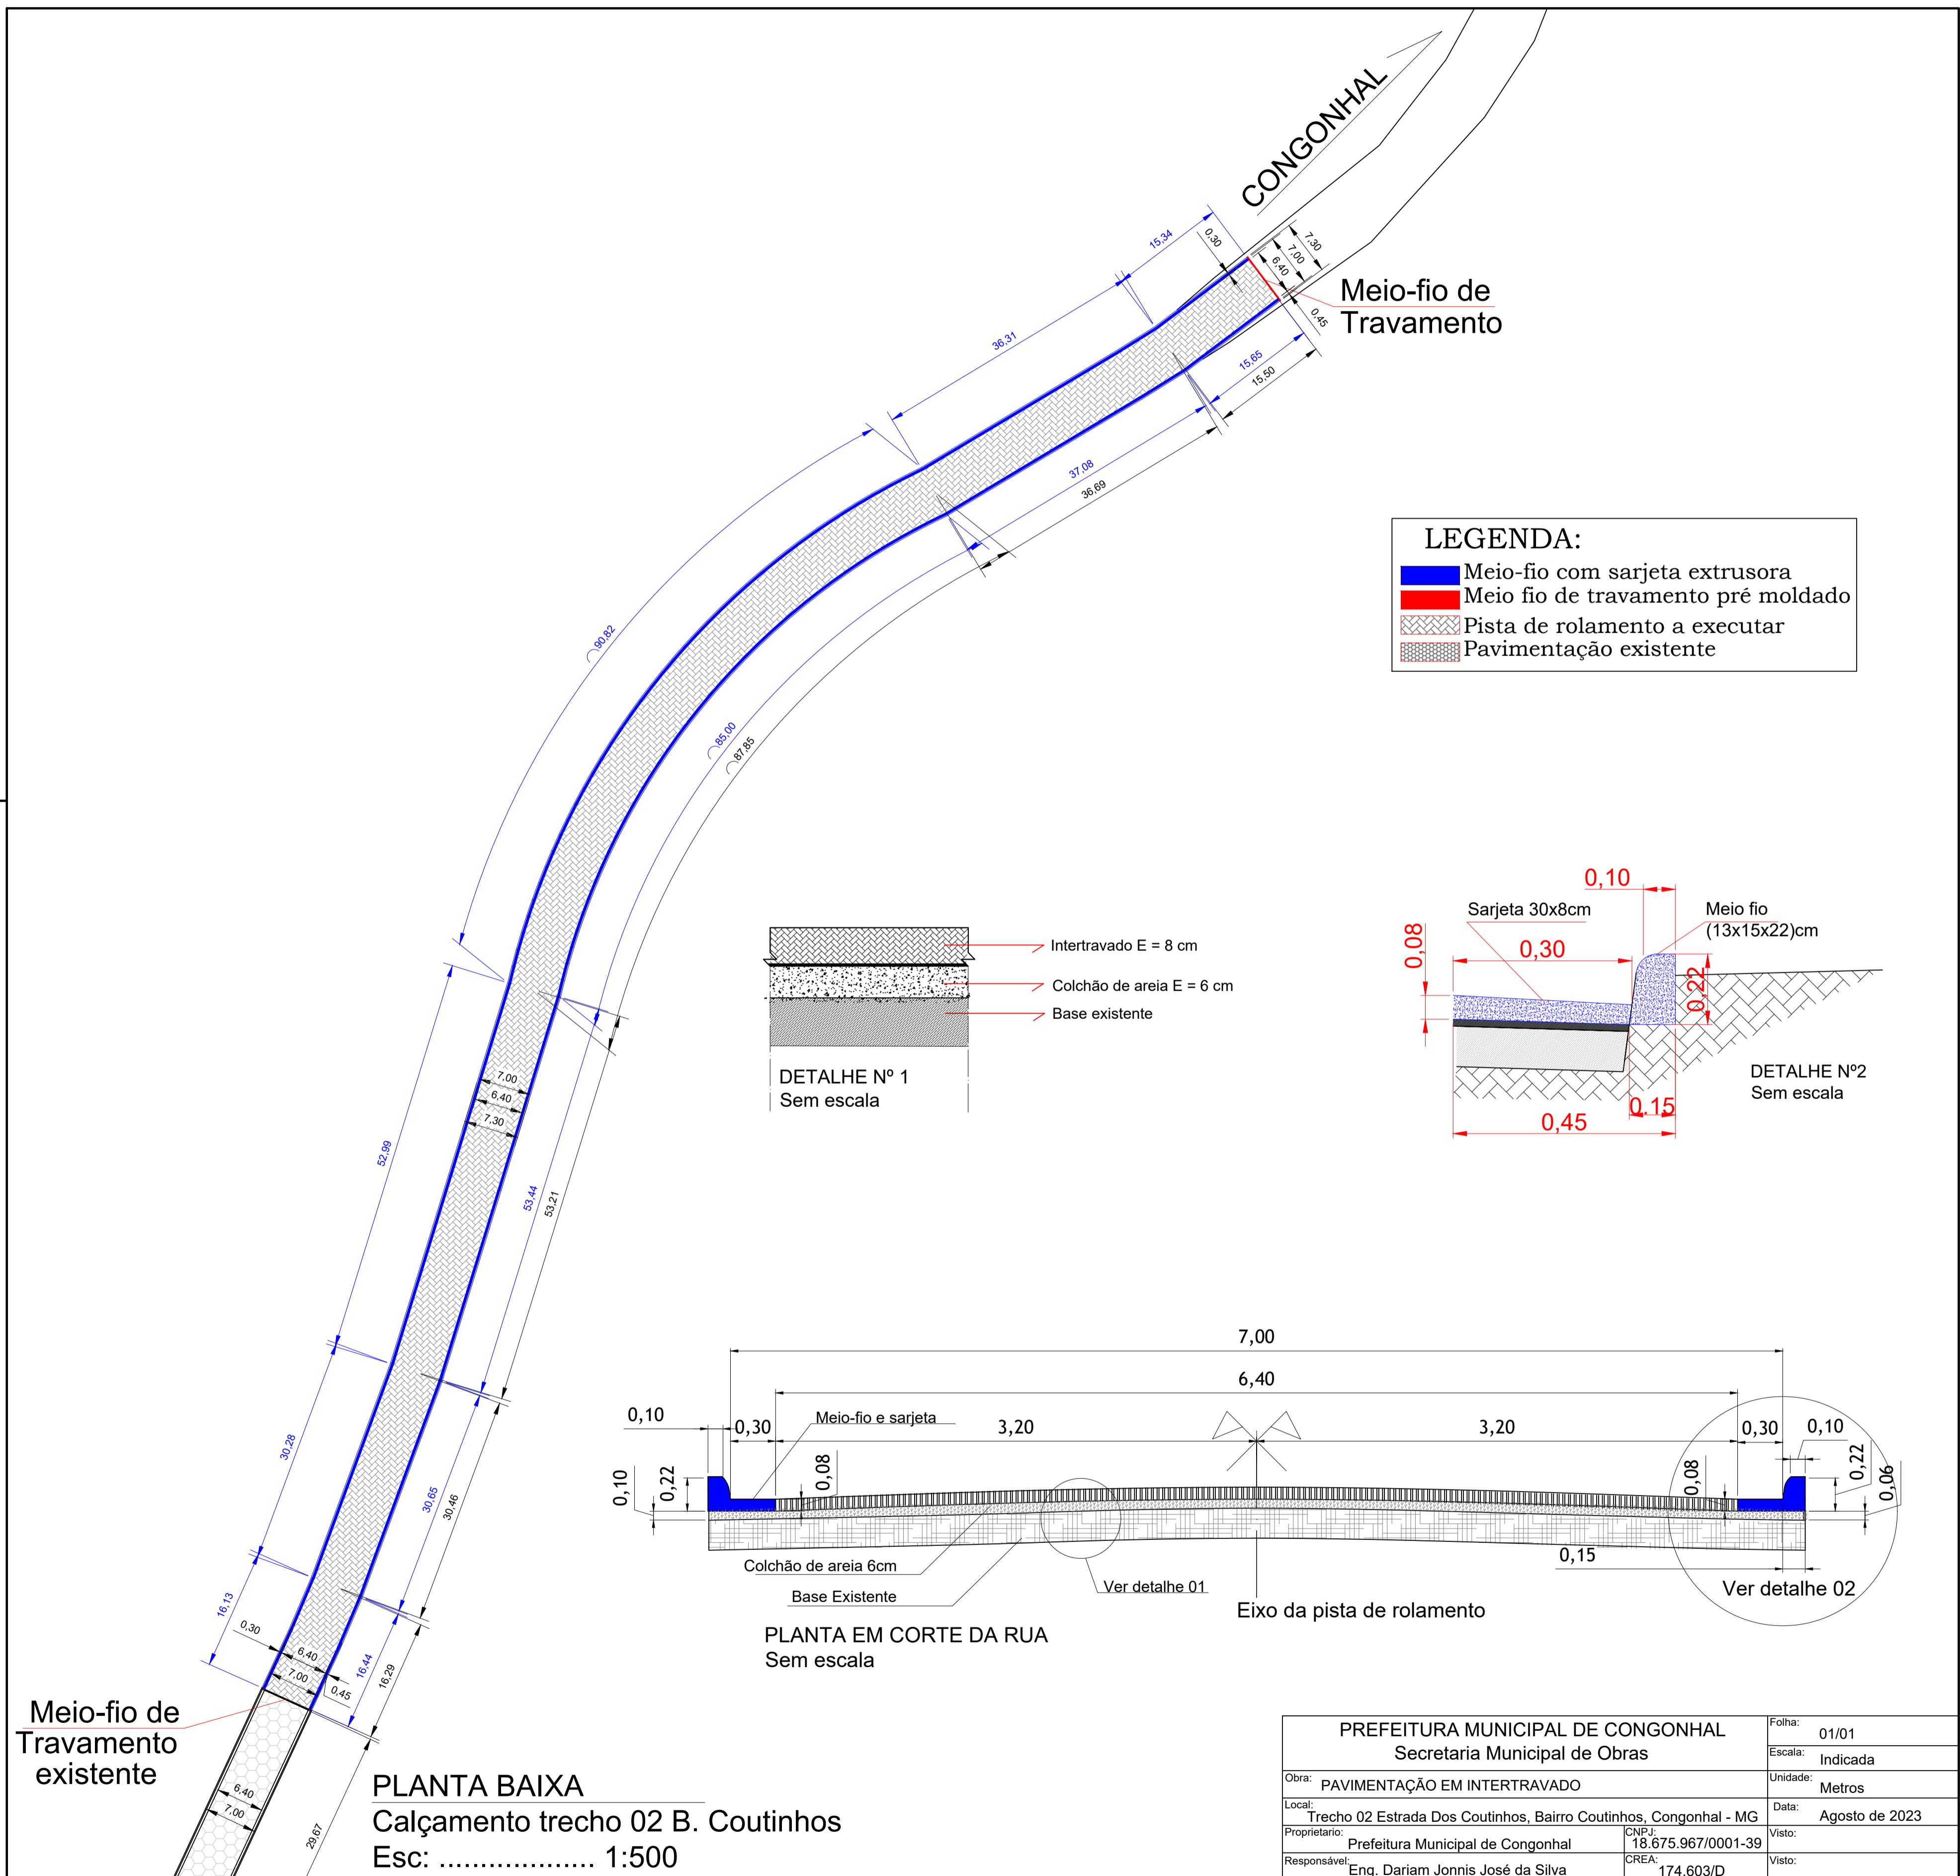 CONGONHAL
15,34
0,30
7,30
7,00
6,40
Meio-fio de
Travamento
0,45
36,31
15,65
15,50
37,08
36,69
LEGENDA:
Meio-fio com sarjeta extrusora
Meio fio de travamento pré moldado
Pista de rolamento a executar
Pavimentação existente
90,82
85,00
87,85
Intertravado E = 8 cm
Colchão de areia E = 6 cm
Base existente
DETALHE Nº 1
Sem escala
0,10
Sarjeta 30x8cm
Meio fio
(13x15x22)cm
0,08
0,30
0,22
DETALHE Nº2
Sem escala
0.15
0,45
7,00
6,40
7,30
52,99
53,44
53,21
7,00
6,40
0,10
0,30
Meio-fio e sarjeta
3,20
3,20
0,30
0,10
0,10
0,22
0,08
0,08
0,22
0,06
Colchão de areia 6cm
Ver detalhe 01
0,15
Base Existente
Eixo da pista de rolamento
Ver detalhe 02
PLANTA EM CORTE DA RUA
Sem escala
30,28
30,65
30,46
16,13
0,30
6,40
7,00
0,45
16,44
16,29
Meio-fio de
Travamento
existente
6,40
7,00
29,67
PLANTA BAIXA
Calçamento trecho 02 B. Coutinhos
Esc: ................... 1:500
PREFEITURA MUNICIPAL DE CONGONHAL
Secretaria Municipal de Obras
Folha: 01/01
Escala: Indicada
Obra: PAVIMENTAÇÃO EM INTERTRAVADO
Unidade: Metros
Local: Trecho 02 Estrada Dos Coutinhos, Bairro Coutinhos, Congonhal - MG
Data: Agosto de 2023
Proprietario: Prefeitura Municipal de Congonhal
CNPJ: 18.675.967/0001-39
Visto:
Responsável: Eng. Dariam Jonnis José da Silva
CREA: 174.603/D
Visto: